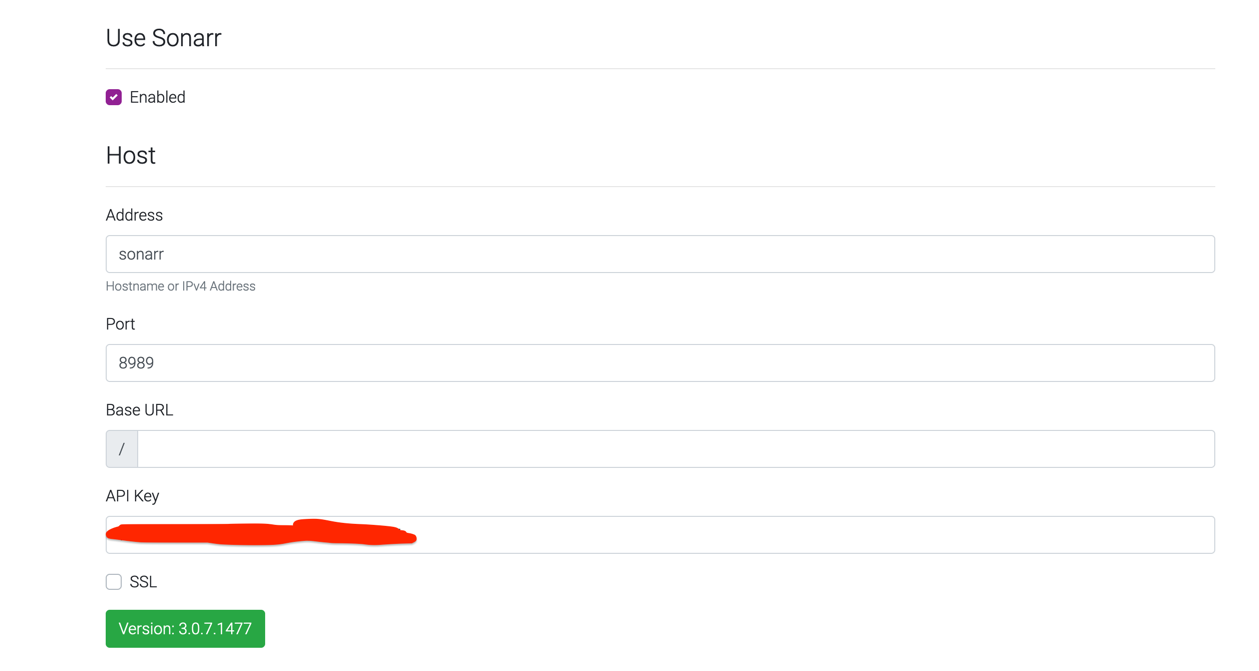 Use Sonarr
Enabled
Host
Address
sonarr
Hostname or IPv4 Address
Port
8989
Base URL
/
API Key
SSL
Version: 3.0.7.1477